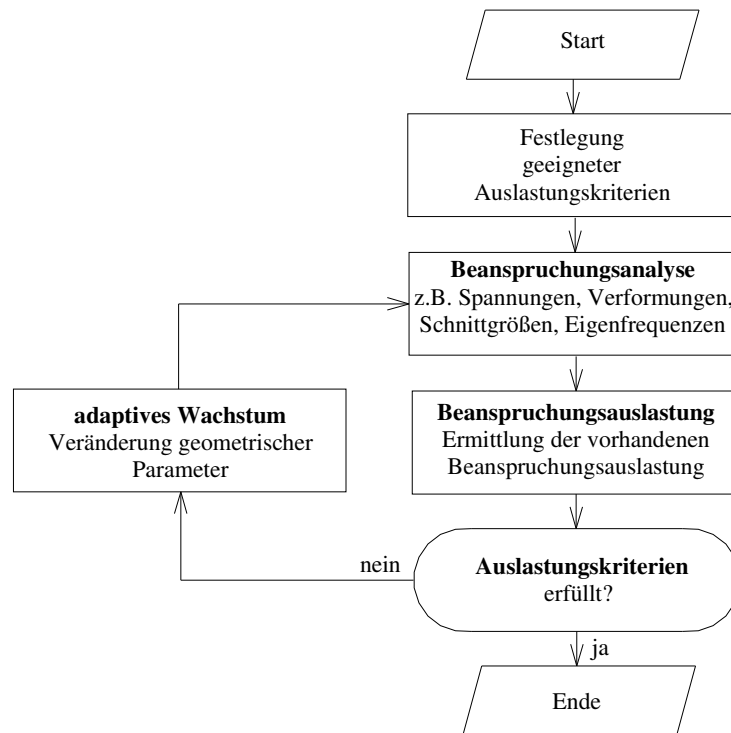 Start
Festlegung
geeigneter
Auslastungskriterien
Beanspruchungsanalyse
z.B. Spannungen, Verformungen,
Schnittgrößen, Eigenfrequenzen
adaptives Wachstum
Veränderung geometrischer
Parameter
Beanspruchungsauslastung
Ermittlung der vorhandenen
Beanspruchungsauslastung
nein
Auslastungskriterien
erfüllt?
ja
Ende